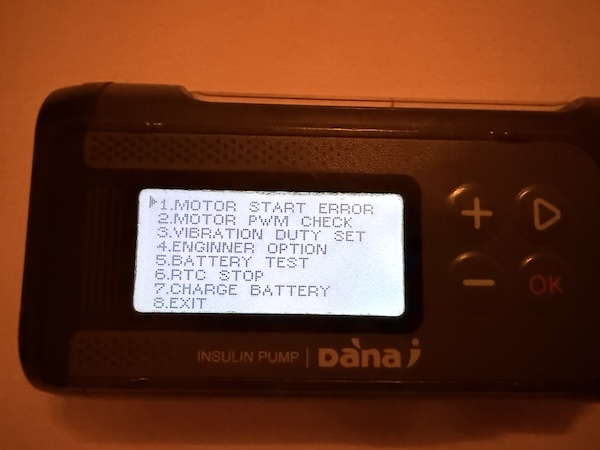 1.MOTOR START ERROR
2.MOTOR PWM CHECK
3.VIBRATION DUTY SET
4.ENGINNER OPTION
5.BATTERY TEST
6.RTC STOP
7.CHARGE BATTERY
8.EXIT
+
−
OK
INSULIN PUMP | DANA i